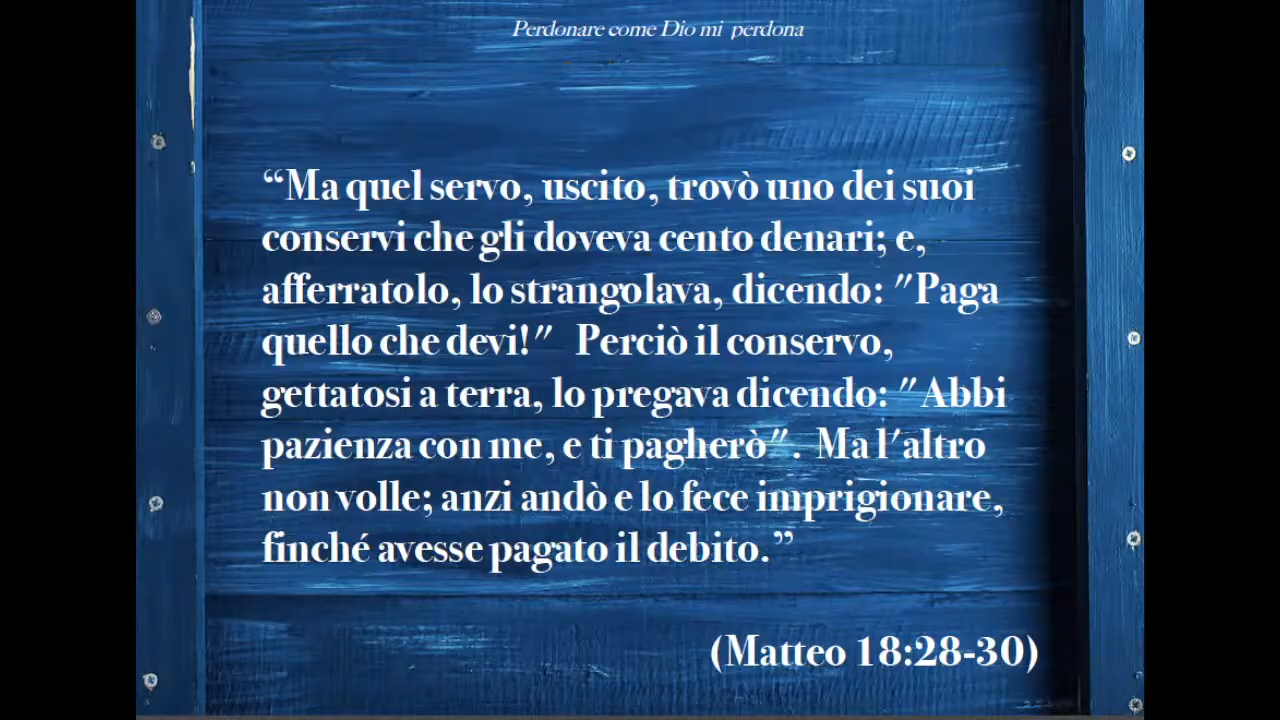 Perdonare come Dio mi perdona
“Ma quel servo, uscito, trovò uno dei suoi
conservi che gli doveva cento denari; e,
afferratolo, lo strangolava, dicendo: "Paga
quello che devi!" Perciò il conservo,
gettatosi a terra, lo pregava dicendo: "Abbi
pazienza con me, e ti pagherò". Ma l'altro
non volle; anzi andò e lo fece imprigionare,
finché avesse pagato il debito.”
(Matteo 18:28-30)